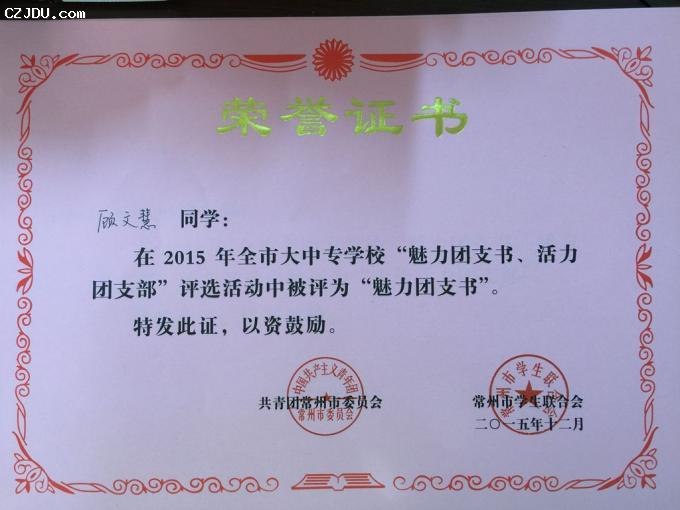 CZJDU.com
荣誉证书
顾文慧 同学：
在 2015 年全市大中专学校“魅力团支书、活力
团支部”评选活动中被评为“魅力团支书”。
特发此证，以资鼓励。
中国共产主义青年团
常州市委员会
常州市学生联合会
共青团常州市委员会 常州市学生联合会
二〇一五年十二月